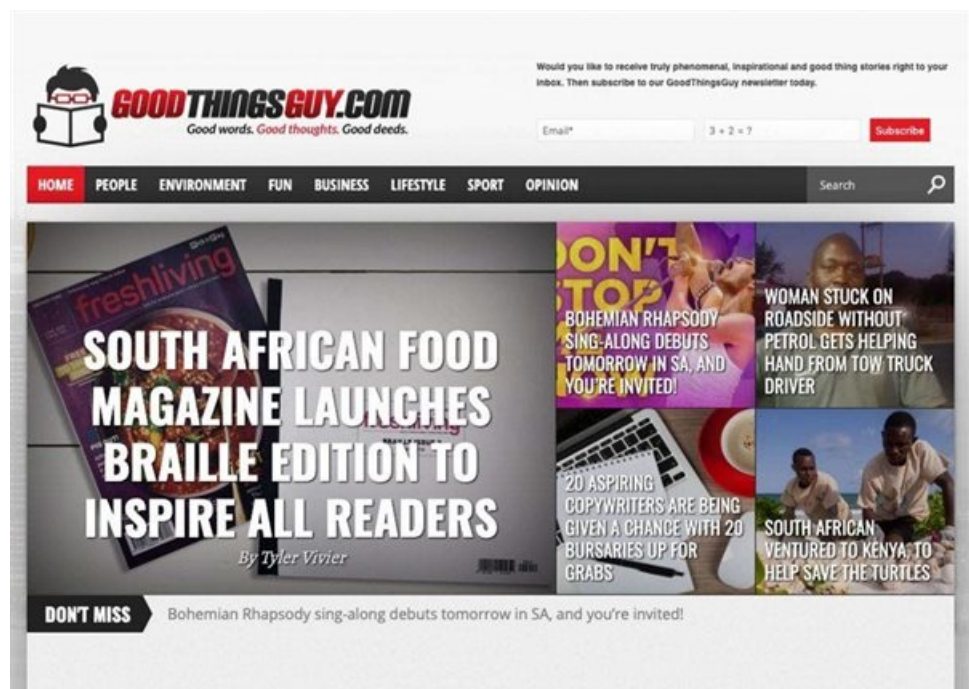 Would you like to receive truly phenomenal, inspirational and good thing stories right to your
inbox. Then subscribe to our GoodThingsGuy newsletter today.
GOODTHINGSGUY.COM
Good words. Good thoughts. Good deeds.
Email*
3 + 2 = ?
Subscribe
HOME PEOPLE ENVIRONMENT FUN BUSINESS LIFESTYLE SPORT OPINION
Search
freshliving
SOUTH AFRICAN FOOD
MAGAZINE LAUNCHES
BRAILLE EDITION TO
INSPIRE ALL READERS
By Tyler Vivier
DON'T
STOP
BOHEMIAN RHAPSODY
SING-ALONG DEBUTS
TOMORROW IN SA, AND
YOU'RE INVITED!
WOMAN STUCK ON
ROADSIDE WITHOUT
PETROL GETS HELPING
HAND FROM TOW TRUCK
DRIVER
20 ASPIRING
COPYWRITERS ARE BEING
GIVEN A CHANCE WITH 20
BURSARIES UP FOR
GRABS
SOUTH AFRICAN
VENTURED TO KENYA, TO
HELP SAVE THE TURTLES
DON'T MISS
Bohemian Rhapsody sing-along debuts tomorrow in SA, and you're invited!